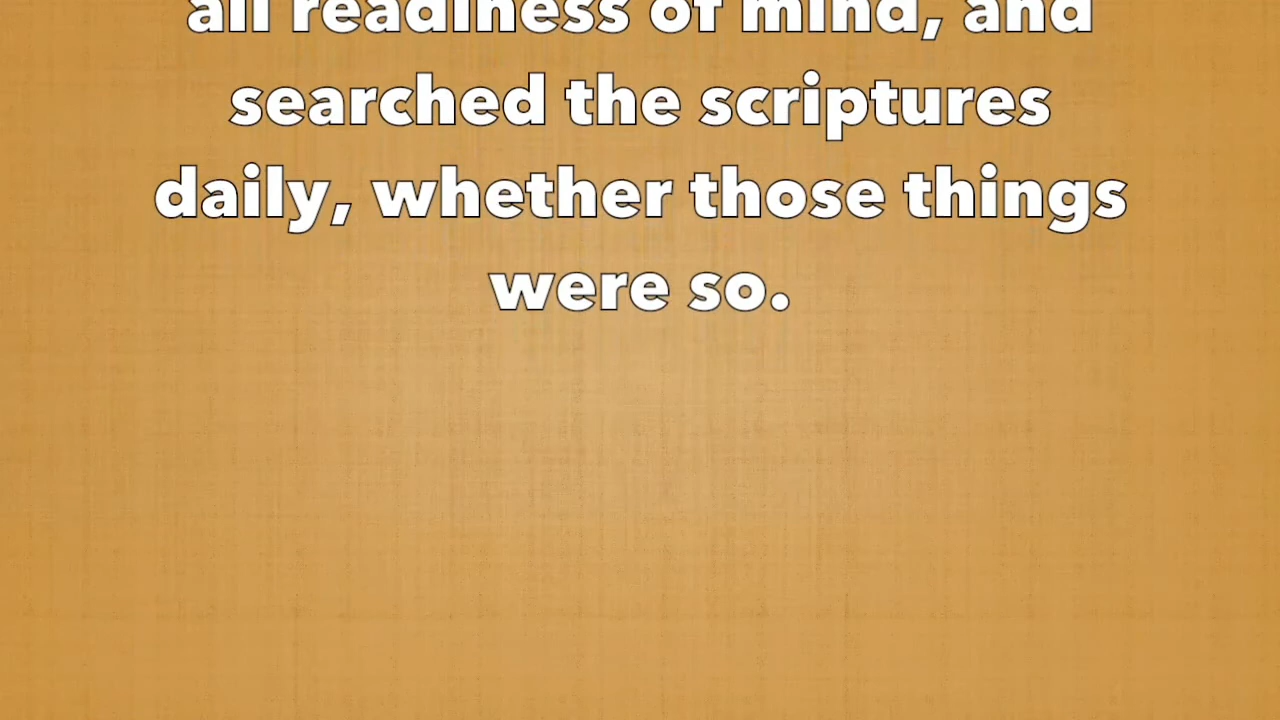 all readiness of mind, and
searched the scriptures
daily, whether those things
were so.